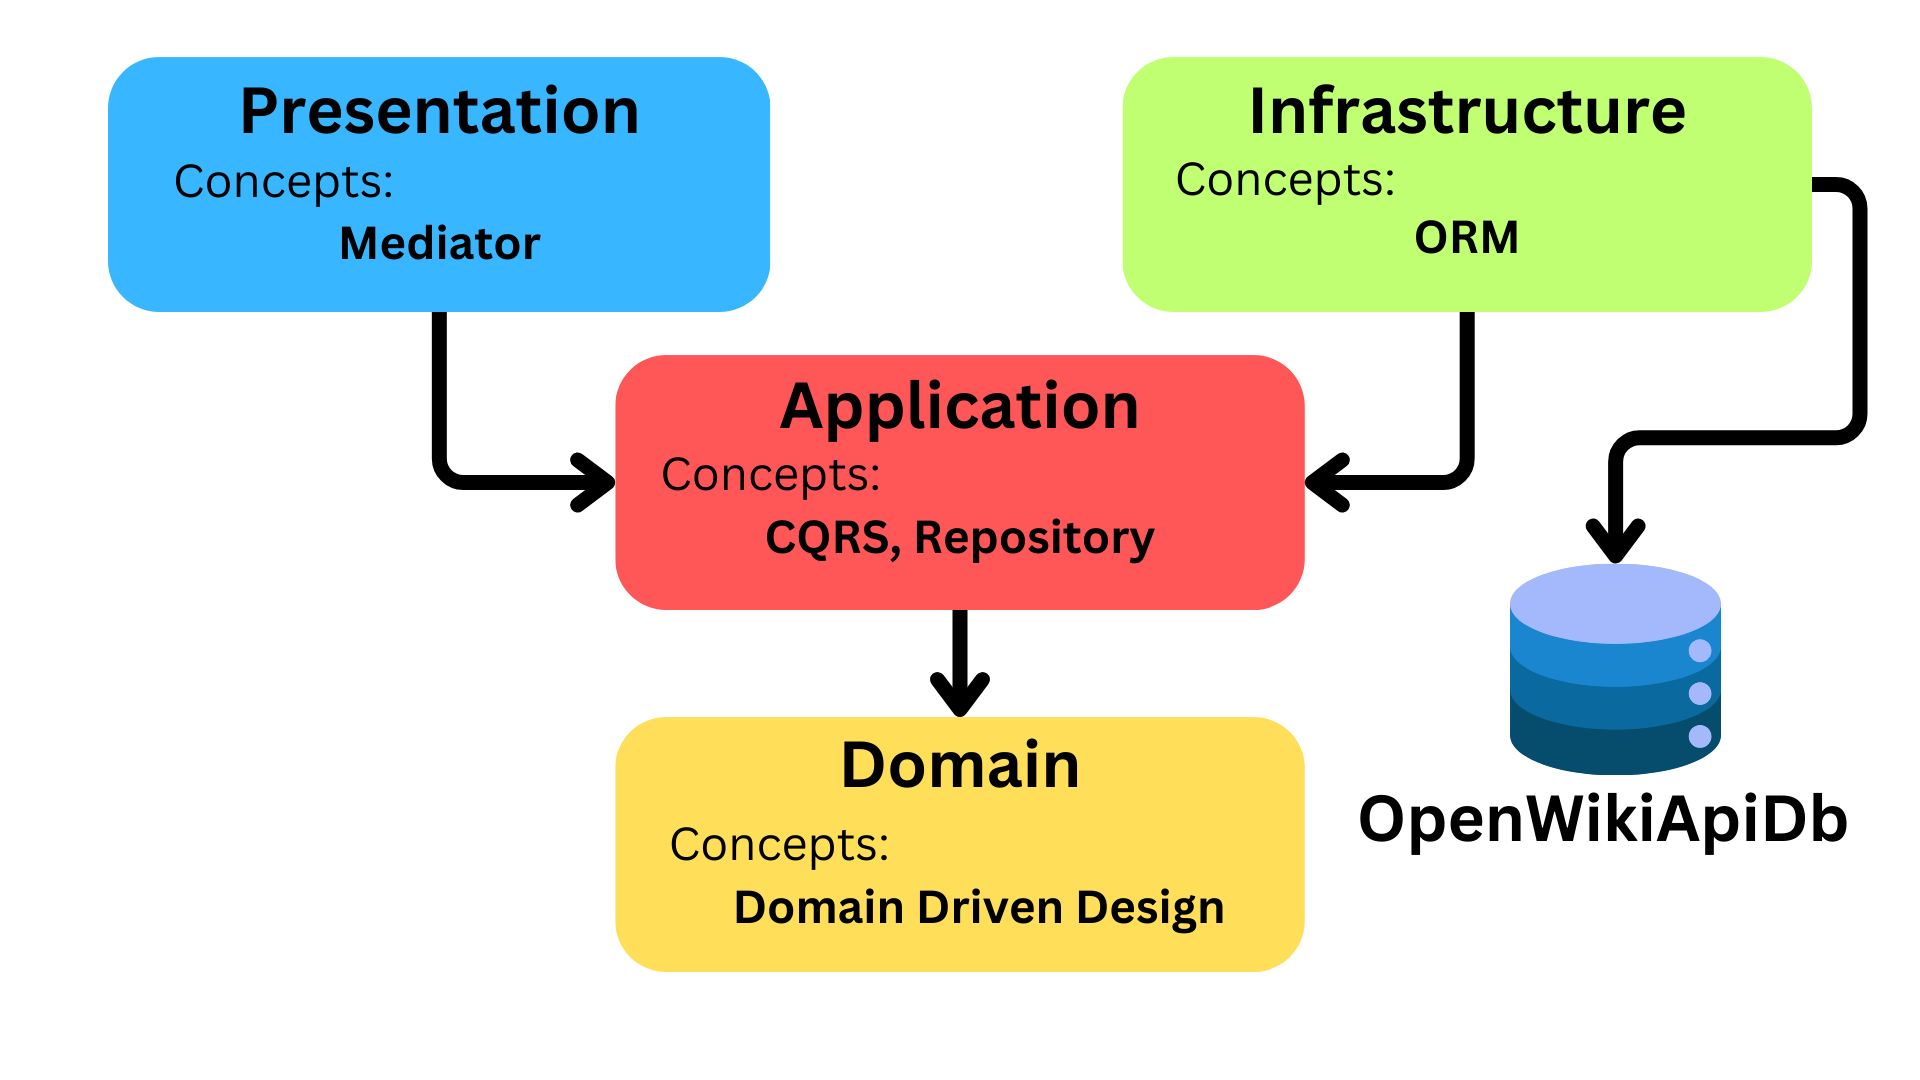 Presentation
Concepts:
Mediator
Infrastructure
Concepts:
ORM
Application
Concepts:
CQRS, Repository
Domain
Concepts:
Domain Driven Design
OpenWikiApiDb